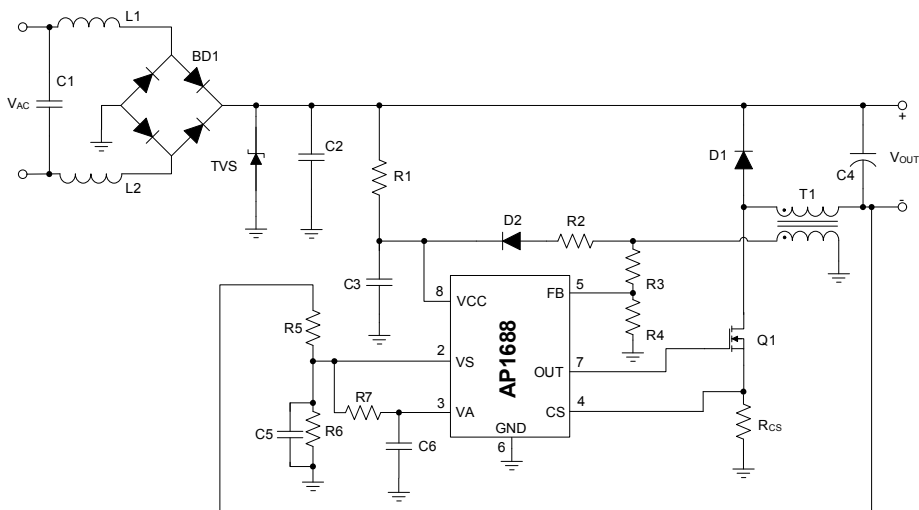 L1
BD1
C1
VAC
L2
TVS
C2
R1
D1
+
VOUT
C4
-
T1
D2
R2
C3
8
VCC
5
FB
R3
R4
R5
AP1688
Q1
2
VS
7
OUT
R7
3
VA
4
CS
C5
R6
C6
GND
6
RCS